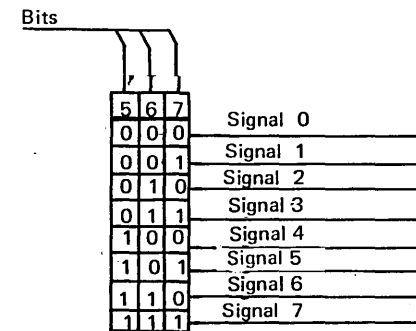 Bits
5 6 7
0 0 0 Signal 0
0 0 1 Signal 1
0 1 0 Signal 2
0 1 1 Signal 3
1 0 0 Signal 4
1 0 1 Signal 5
1 1 0 Signal 6
1 1 1 Signal 7